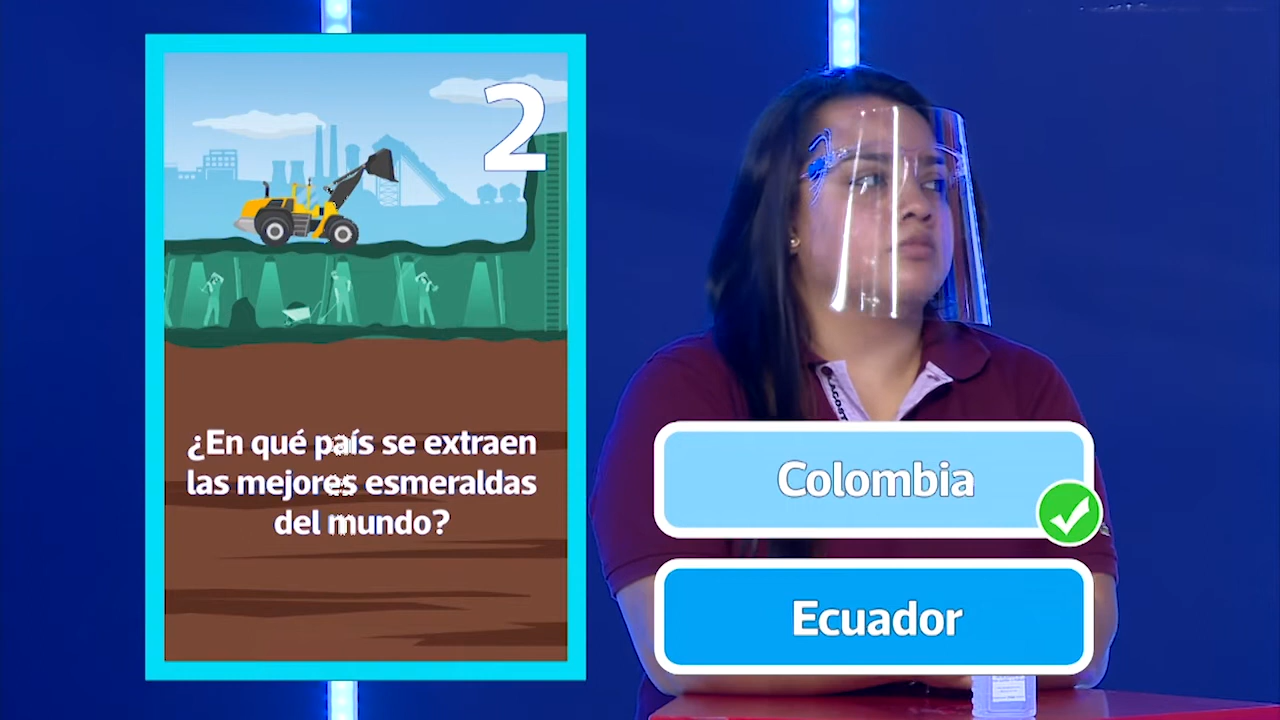 2
¿En qué país se extraen
las mejores esmeraldas
del mundo?
Colombia
Ecuador